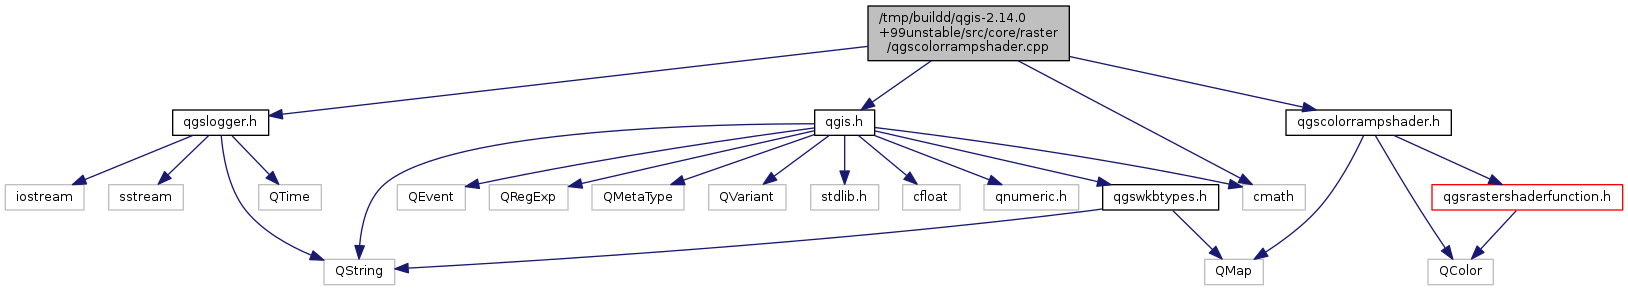 /tmp/buildd/qgis-2.14.0
+99unstable/src/core/raster
/qgscolorrampshader.cpp
qgslogger.h
qgis.h
qgscolorrampshader.h
iostream
sstream
QTime
QEvent
QRegExp
QMetaType
QVariant
stdlib.h
cfloat
qnumeric.h
qgswkbtypes.h
cmath
qgsrastershaderfunction.h
QString
QMap
QColor